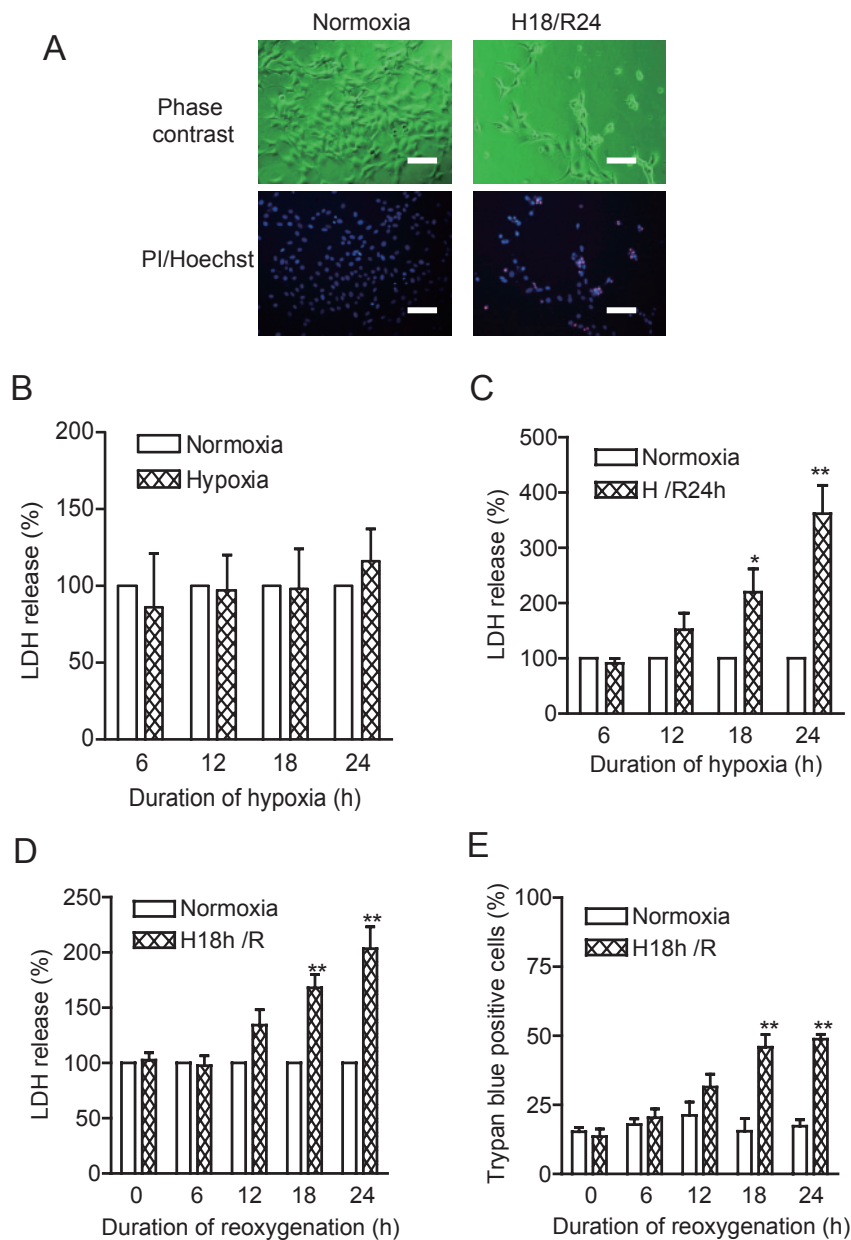 A
Normoxia
H18/R24
Phase
contrast
PI/Hoechst
B
LDH release (%)
200
150
100
50
0
Normoxia
Hypoxia
6 12 18 24
Duration of hypoxia (h)
C
LDH release (%)
500
400
300
200
100
0
Normoxia
H /R24h
*
**
6 12 18 24
Duration of hypoxia (h)
D
LDH release (%)
250
200
150
100
50
0
Normoxia
H18h /R
**
**
0 6 12 18 24
Duration of reoxygenation (h)
E
Trypan blue positive cells (%)
100
75
50
25
0
Normoxia
H18h /R
**
**
0 6 12 18 24
Duration of reoxygenation (h)